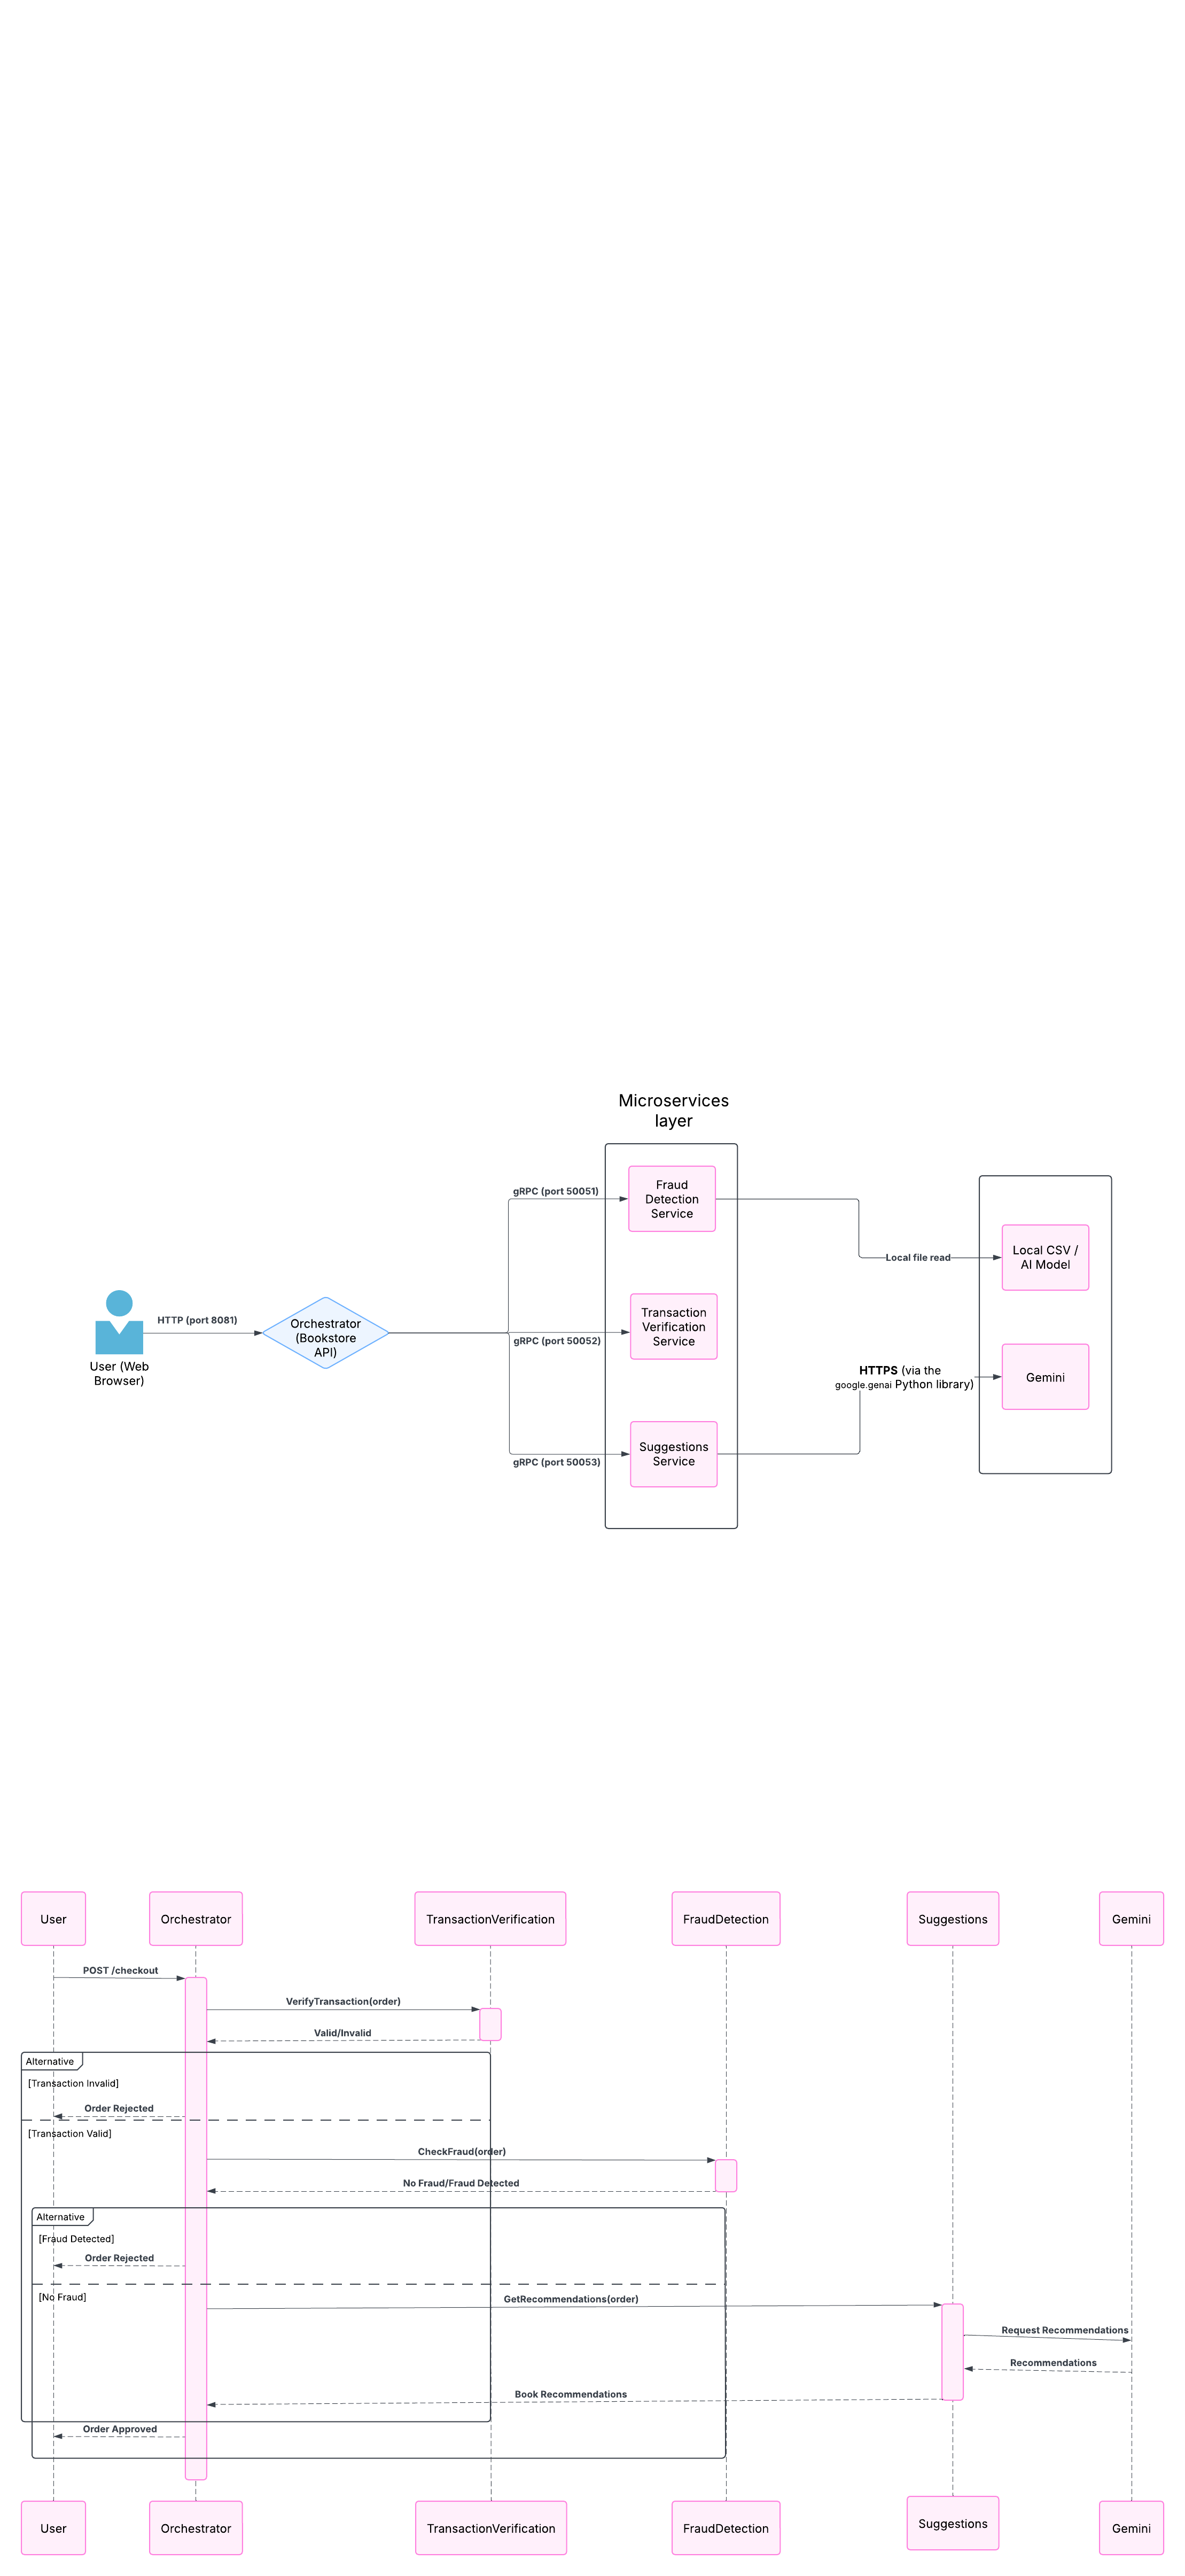 Microservices
layer
Fraud
Detection
Service
gRPC (port 50051)
Local file read
Local CSV /
AI Model
HTTP (port 8081)
Orchestrator
(Bookstore
API)
User (Web
Browser)
gRPC (port 50052)
Transaction
Verification
Service
HTTPS (via the
google.genai Python library)
Gemini
Suggestions
Service
gRPC (port 50053)
User
Orchestrator
TransactionVerification
FraudDetection
Suggestions
Gemini
POST /checkout
VerifyTransaction(order)
Valid/Invalid
Alternative
[Transaction Invalid]
Order Rejected
[Transaction Valid]
CheckFraud(order)
No Fraud/Fraud Detected
Alternative
[Fraud Detected]
Order Rejected
[No Fraud]
GetRecommendations(order)
Request Recommendations
Recommendations
Book Recommendations
Order Approved
User
Orchestrator
TransactionVerification
FraudDetection
Suggestions
Gemini